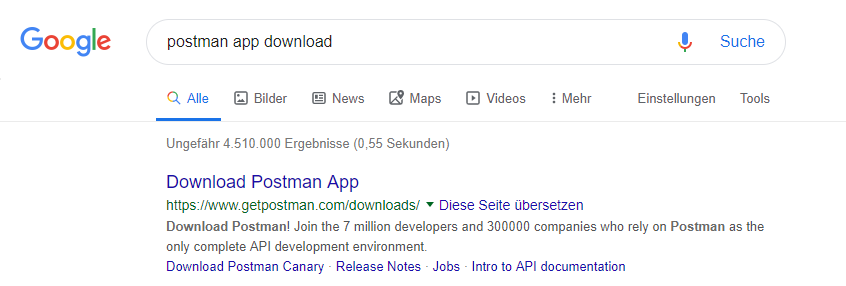 Google
postman app download
Suche
Alle Bilder News Maps Videos Mehr Einstellungen Tools
Ungefähr 4.510.000 Ergebnisse (0,55 Sekunden)
Download Postman App
https://www.getpostman.com/downloads/ Diese Seite übersetzen
Download Postman! Join the 7 million developers and 300000 companies who rely on Postman as the
only complete API development environment.
Download Postman Canary · Release Notes · Jobs · Intro to API documentation